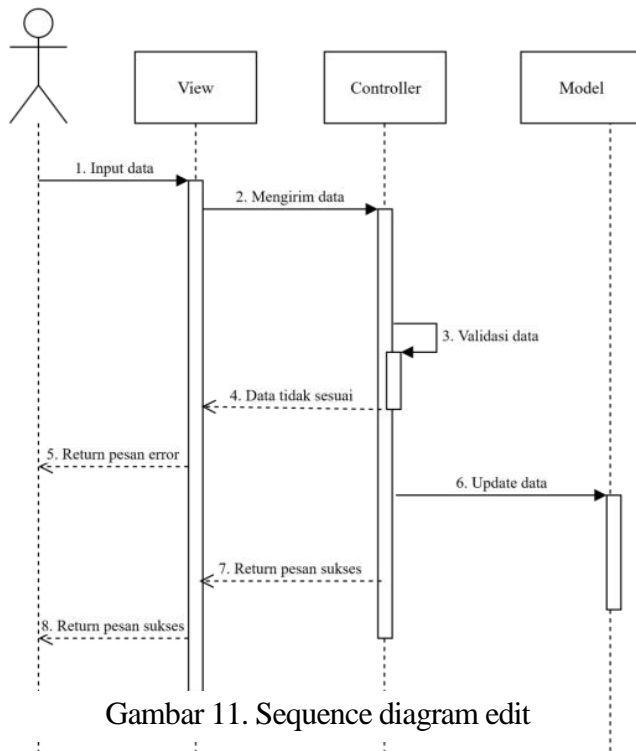 View
Controller
Model
1. Input data
2. Mengirim data
3. Validasi data
4. Data tidak sesuai
5. Return pesan error
6. Update data
7. Return pesan sukses
8. Return pesan sukses
Gambar 11. Sequence diagram edit